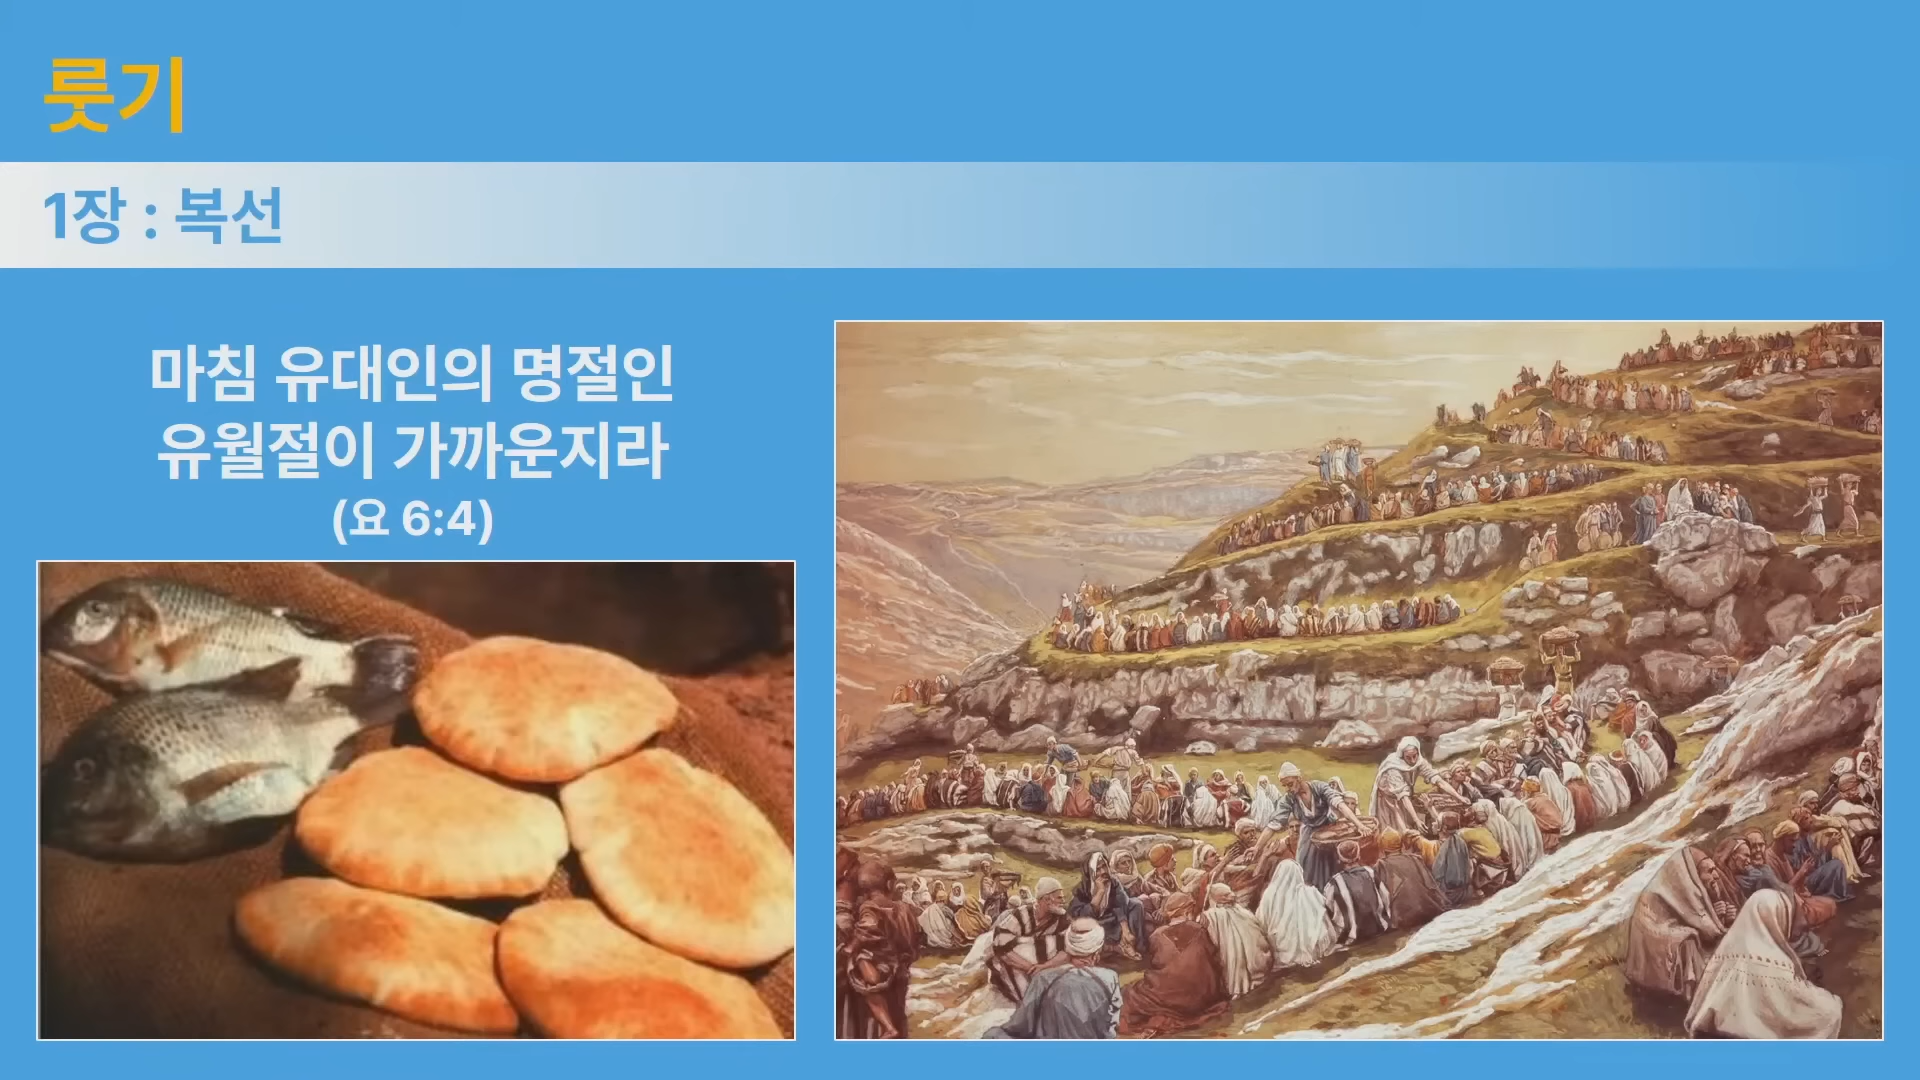 룻기
1장 : 복선
마침 유대인의 명절인
유월절이 가까운지라
(요 6:4)